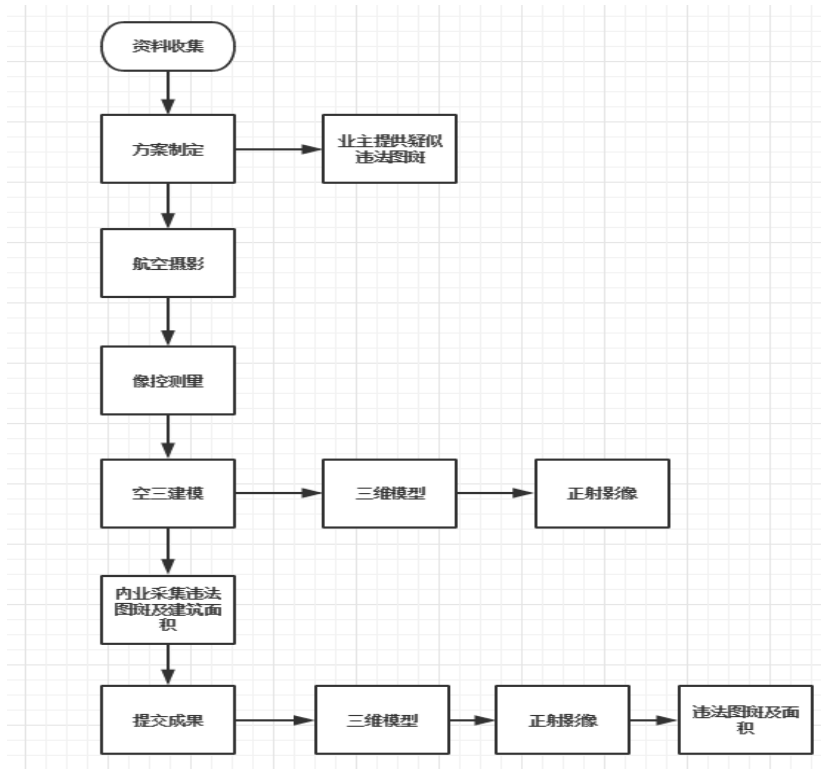 资料收集
方案制定
业主提供疑似
违法图斑
航空摄影
像控测量
空三建模
三维模型
正射影像
内业采集违法
图斑及建筑面
积
提交成果
三维模型
正射影像
违法图斑及面
积